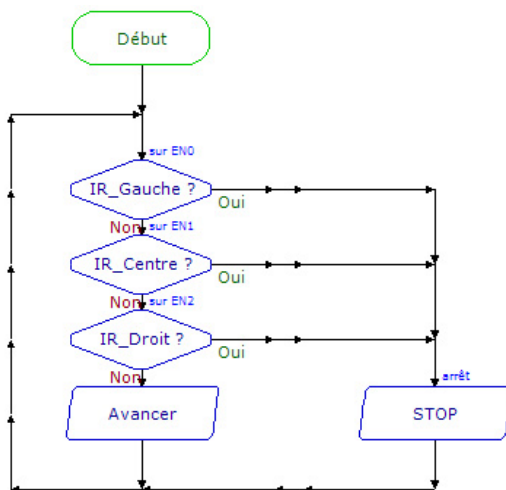 Début
sur EN0
IR_Gauche ?
Oui
Non
sur EN1
IR_Centre ?
Oui
Non
sur EN2
IR_Droit ?
Oui
Non
arrêt
Avancer
STOP